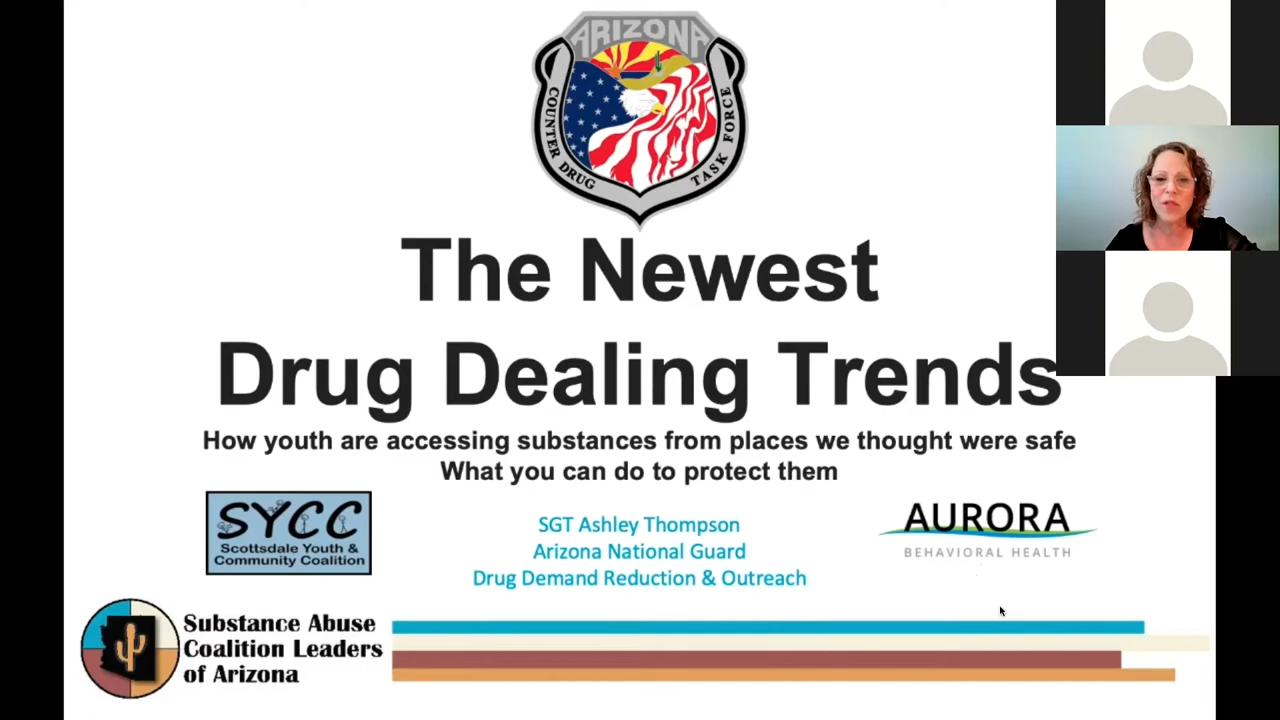 ARIZONA
COUNTER DRUG
TASK FORCE
The Newest
Drug Dealing Trends
How youth are accessing substances from places we thought were safe
What you can do to protect them
SYCC
Scottsdale Youth &
Community Coalition
SGT Ashley Thompson
Arizona National Guard
Drug Demand Reduction & Outreach
AURORA
BEHAVIORAL HEALTH
Substance Abuse
Coalition Leaders
of Arizona